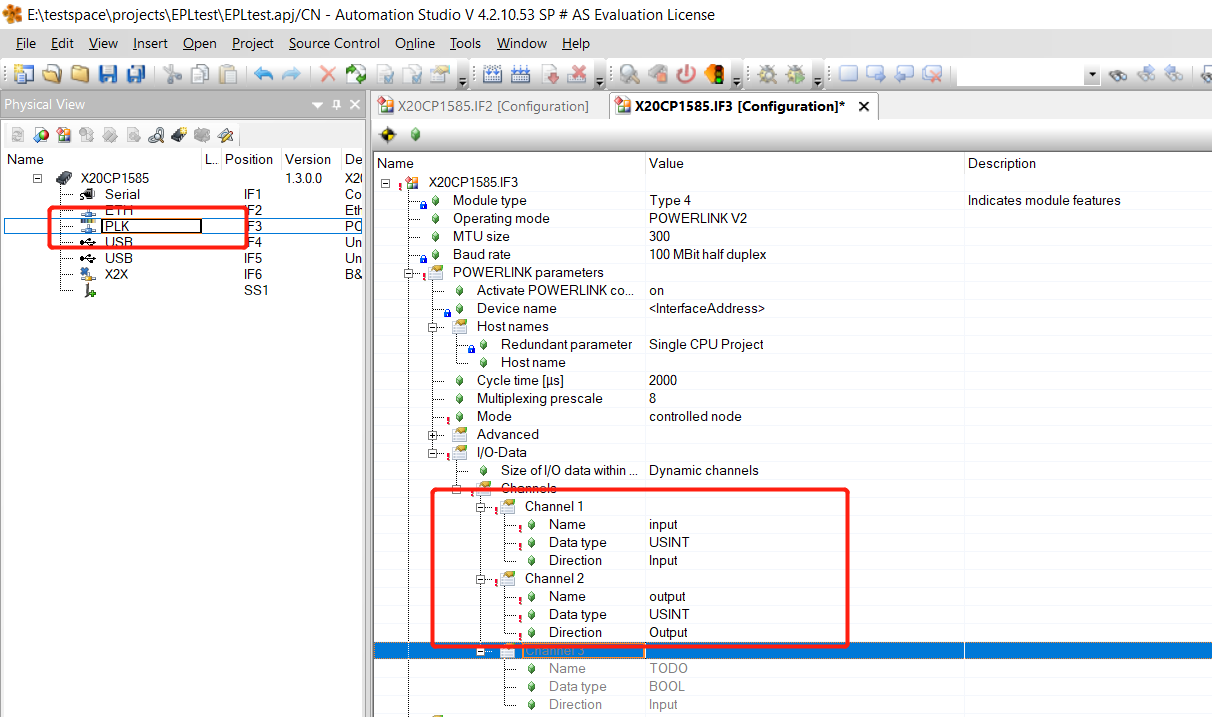 E:\testspace\projects\EPLtest\EPLtest.apj/CN - Automation Studio V 4.2.10.53 SP # AS Evaluation License
File Edit View Insert Open Project Source Control Online Tools Window Help
Physical View
X20CP1585.IF2 [Configuration] X20CP1585.IF3 [Configuration]*
Name L.. Position Version De
X20CP1585 1.3.0.0 X20
Serial IF1 Co
ETH IF2 Eth
PLK IF3 PO
USB IF4 Un
USB IF5 Un
X2X IF6 B&
SS1
Name Value Description
X20CP1585.IF3
Module type Type 4 Indicates module features
Operating mode POWERLINK V2
MTU size 300
Baud rate 100 MBit half duplex
POWERLINK parameters
Activate POWERLINK co... on
Device name <InterfaceAddress>
Host names
Redundant parameter Single CPU Project
Host name
Cycle time [µs] 2000
Multiplexing prescale 8
Mode controlled node
Advanced
I/O-Data
Size of I/O data within ... Dynamic channels
Channels
Channel 1
Name input
Data type USINT
Direction Input
Channel 2
Name output
Data type USINT
Direction Output
Channel 3
Name TODO
Data type BOOL
Direction Input